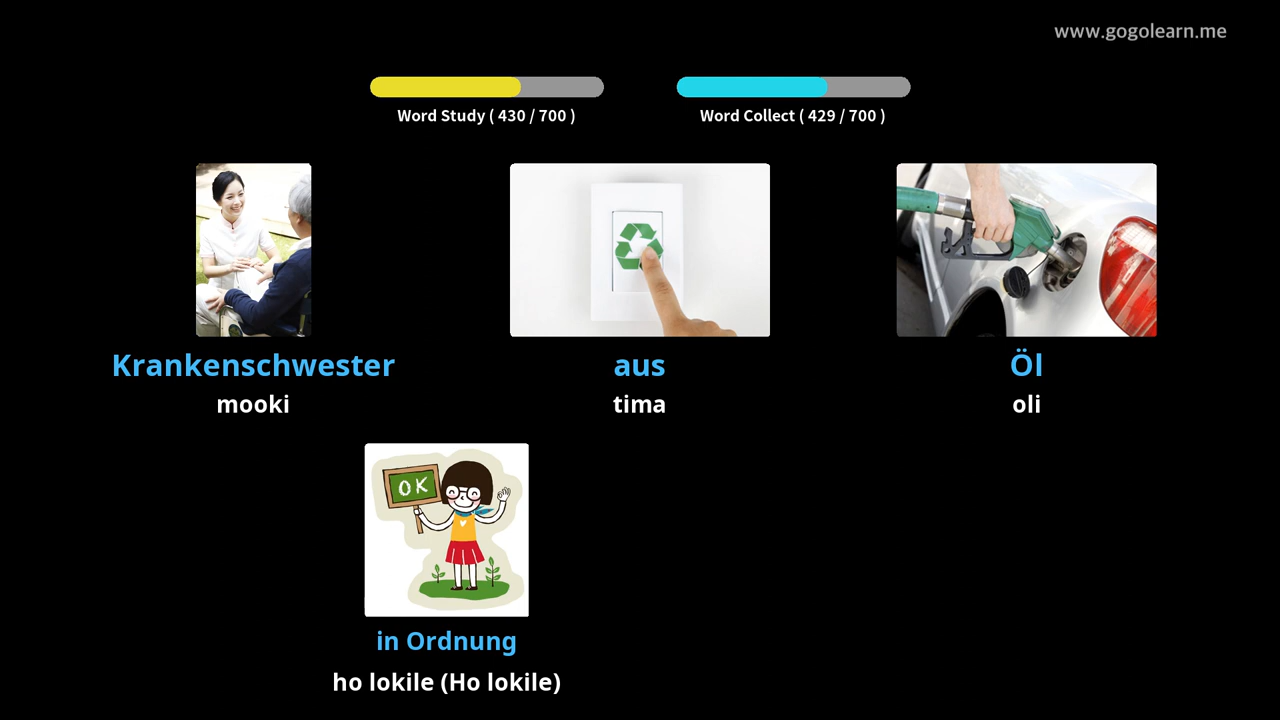 www.gogolearn.me
Word Study ( 430 / 700 )
Word Collect ( 429 / 700 )
Krankenschwester
mooki
aus
tima
Öl
oli
OK
in Ordnung
ho lokile (Ho lokile)